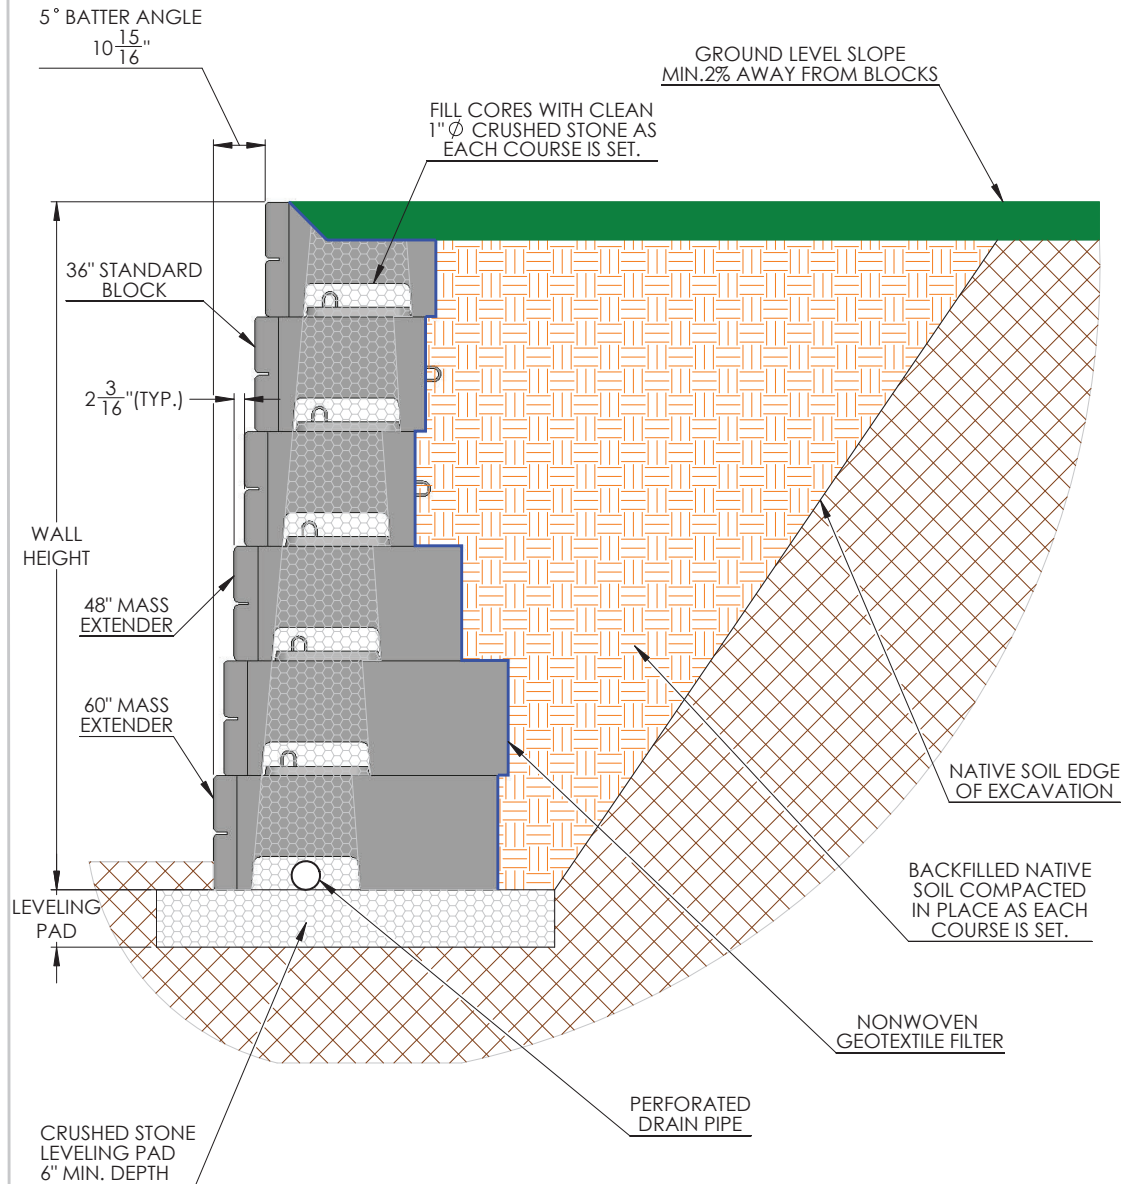 5° BATTER ANGLE
10 15/16"
GROUND LEVEL SLOPE
MIN.2% AWAY FROM BLOCKS
FILL CORES WITH CLEAN
1"Ø CRUSHED STONE AS
EACH COURSE IS SET.
36" STANDARD
BLOCK
2 3/16"(TYP.)
WALL
HEIGHT
48" MASS
EXTENDER
60" MASS
EXTENDER
NATIVE SOIL EDGE
OF EXCAVATION
BACKFILLED NATIVE
SOIL COMPACTED
IN PLACE AS EACH
COURSE IS SET.
LEVELING
PAD
NONWOVEN
GEOTEXTILE FILTER
PERFORATED
DRAIN PIPE
CRUSHED STONE
LEVELING PAD
6" MIN. DEPTH